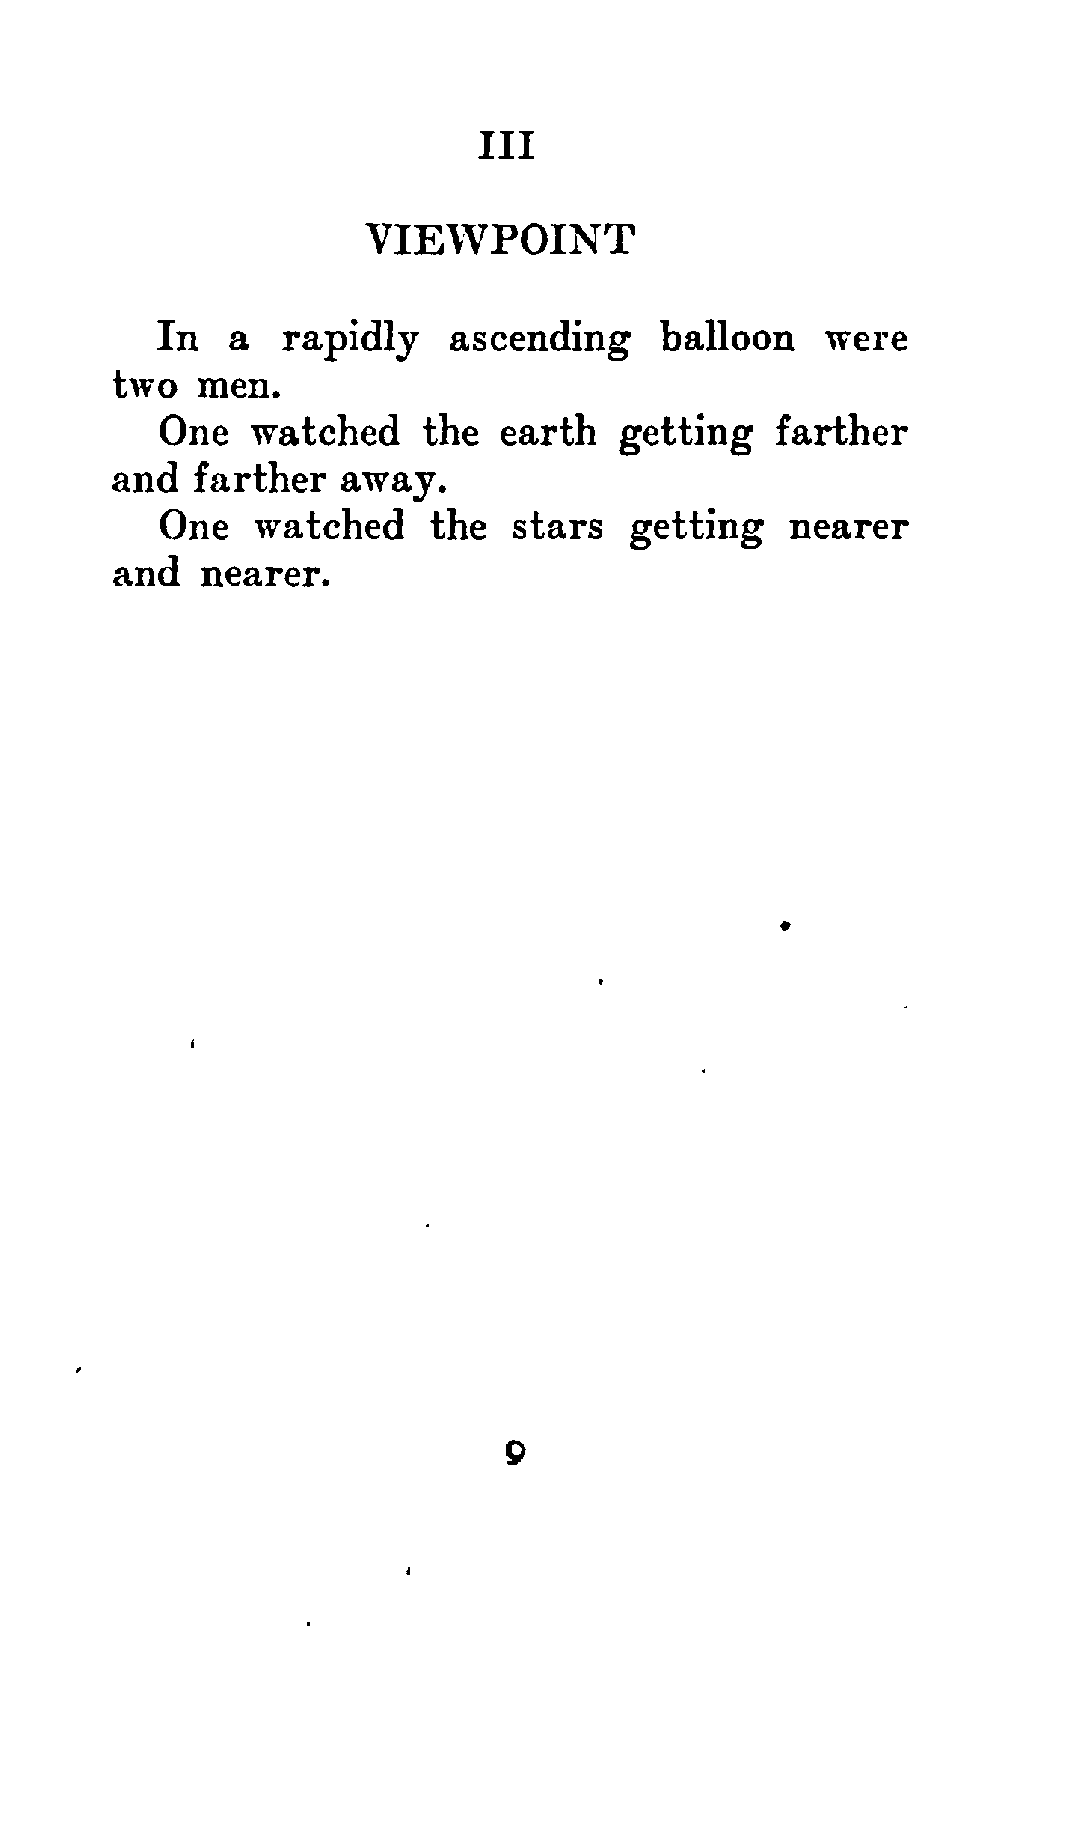 III
VIEWPOINT
In a rapidly ascending balloon were
two men.
One watched the earth getting farther
and farther away.
One watched the stars getting nearer
and nearer.
9